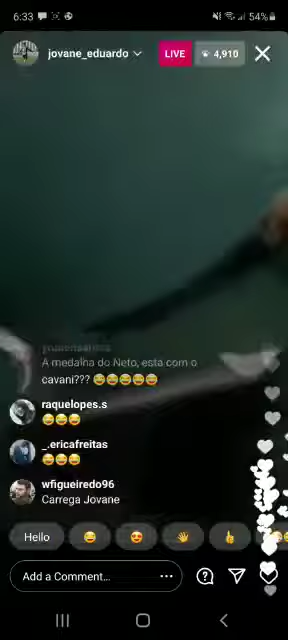 6:33
54%
jovane_eduardo
LIVE
4,910
A medalha do Neto, esta com o
cavani??? 😅😅😅😅😅
raquelopes.s
😂😂😂
_.ericafreitas
😂😂😂
wfigueiredo96
Carrega Jovane
Hello
Add a Comment...